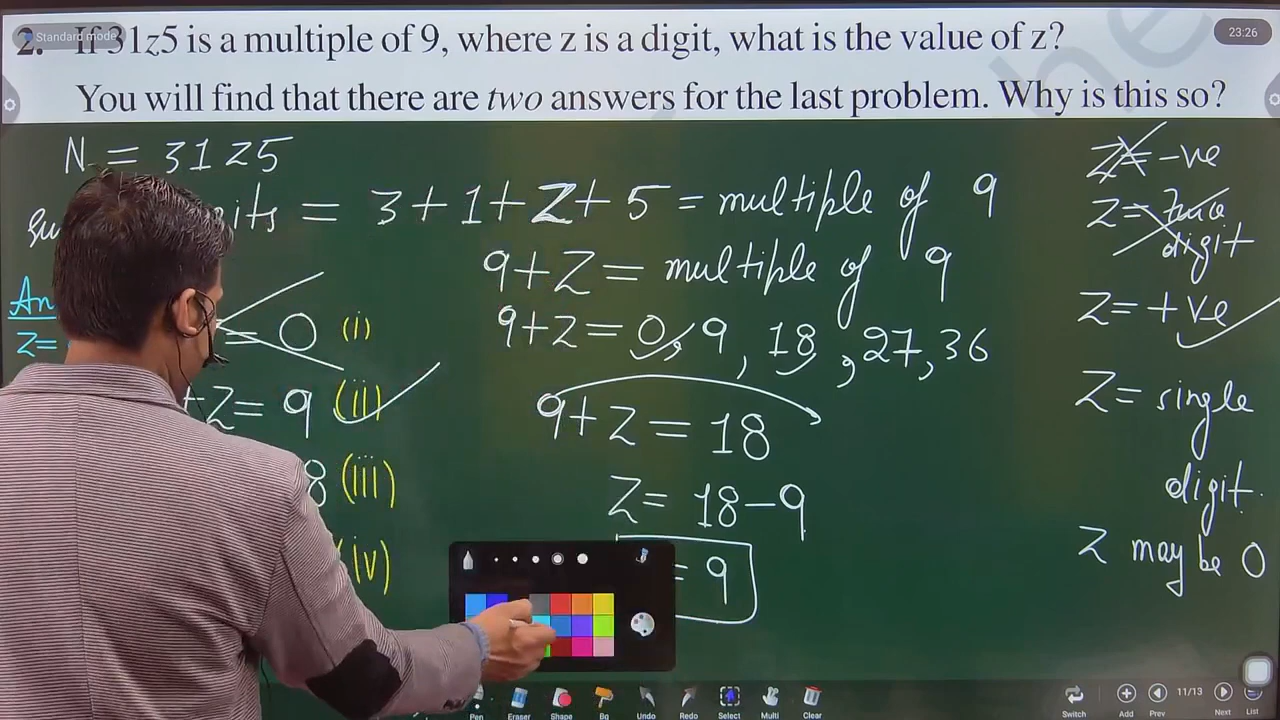 2. If 31z5 is a multiple of 9, where z is a digit, what is the value of z?
Standard mode
23:26
You will find that there are two answers for the last problem. Why is this so?
N = 31Z5
its = 3+1+Z+5 = multiple of 9
9+Z = multiple of 9
9+Z = 0, 9, 18, 27, 36
9+Z = 18
Z = 18-9
= 9
An
Z=
= 0 (i)
+Z= 9 (ii)
8 (iii)
(iv)
Z= -ve
Z= Two digit
Z= +ve
Z= single
digit.
Z may be 0
Pen Eraser Shape Bg Undo Redo Select Multi Clear
Switch Add Prev 11/13 Next List